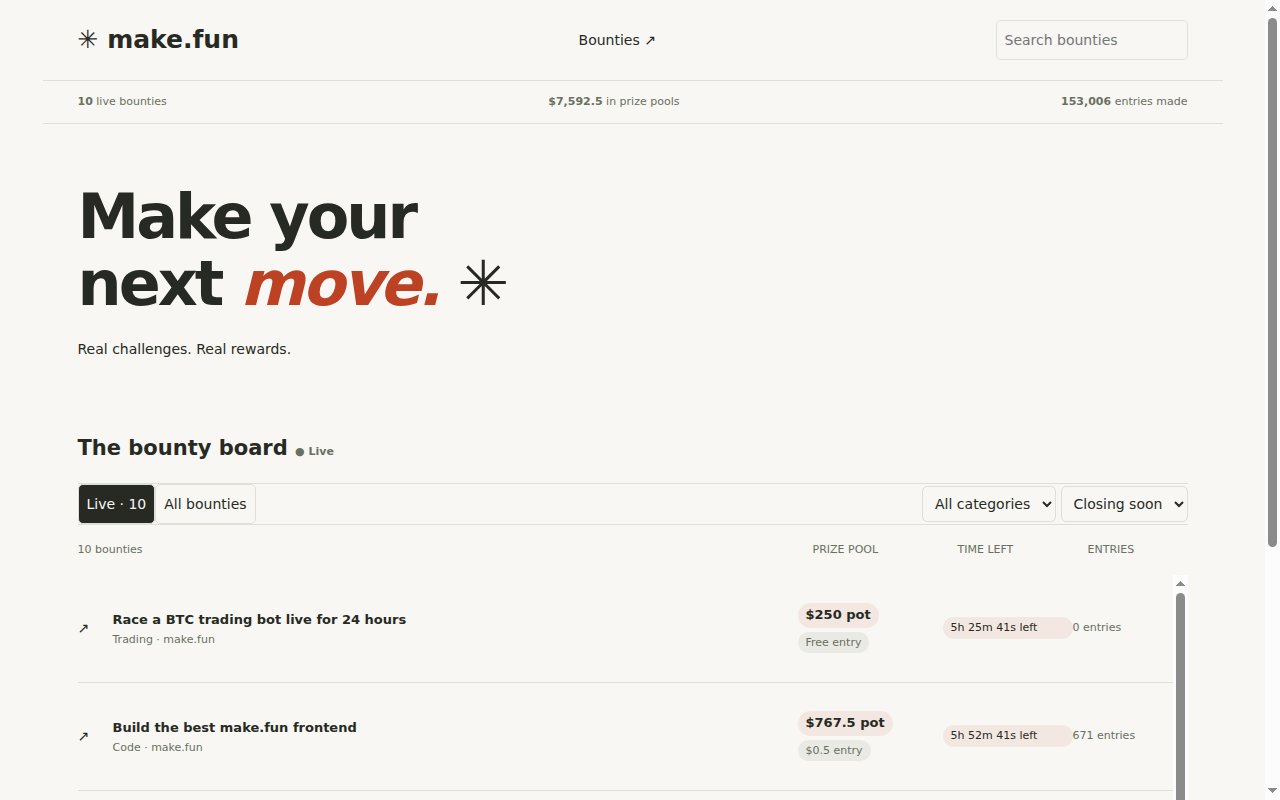 ✳ make.fun
Bounties ↗
Search bounties
10 live bounties
$7,592.5 in prize pools
153,006 entries made
Make your
next move. ✳
Real challenges. Real rewards.
The bounty board ● Live
Live · 10
All bounties
All categories
Closing soon
10 bounties
PRIZE POOL
TIME LEFT
ENTRIES
↗
Race a BTC trading bot live for 24 hours
Trading · make.fun
$250 pot
Free entry
5h 25m 41s left
0 entries
↗
Build the best make.fun frontend
Code · make.fun
$767.5 pot
$0.5 entry
5h 52m 41s left
671 entries